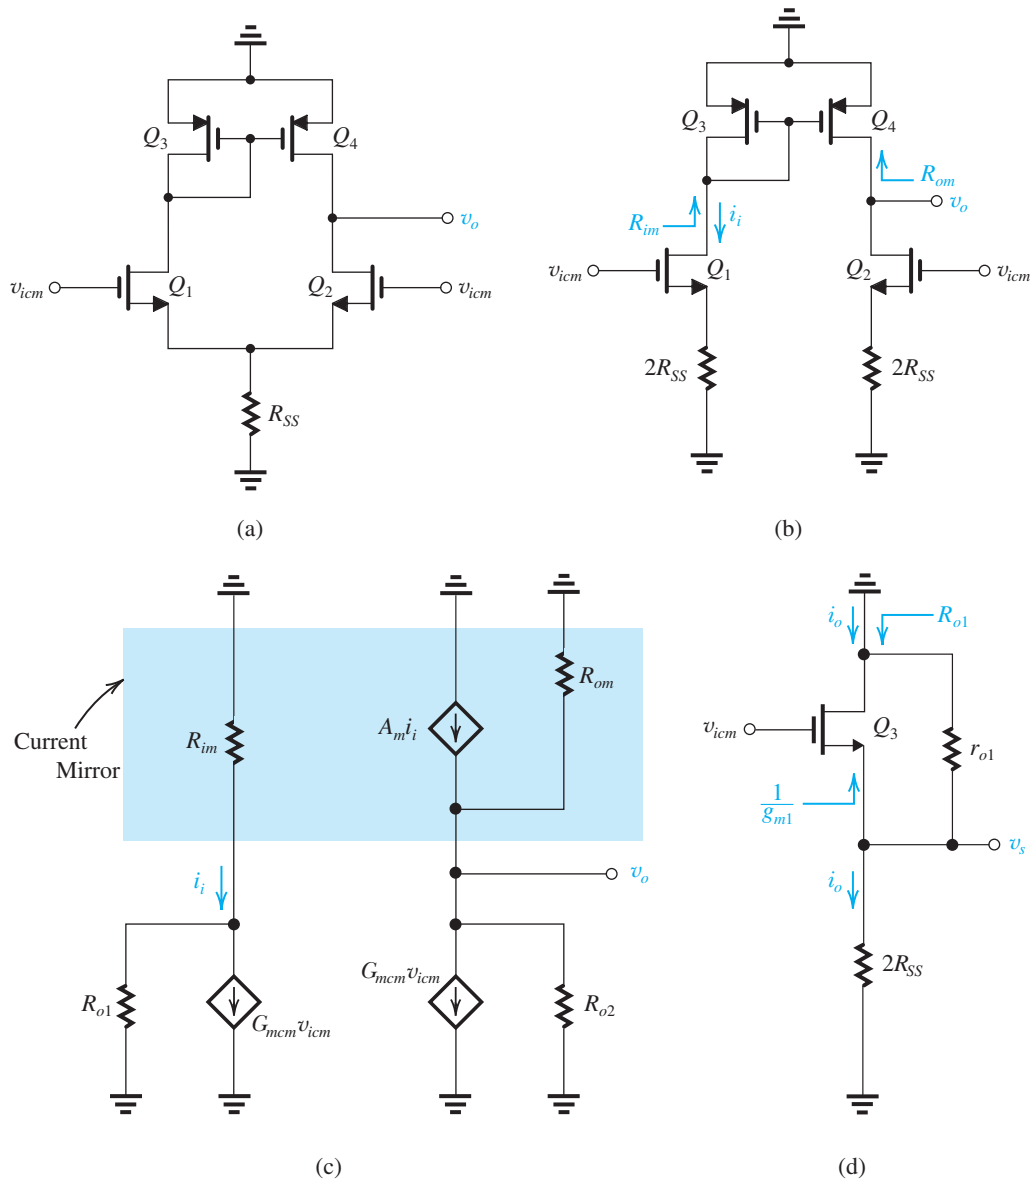 Q3
Q4
vo
vicm
Q1
Q2
vicm
RSS
(a)
Q3
Q4
Rom
Rim
ii
vo
vicm
Q1
Q2
vicm
2RSS
2RSS
(b)
Rom
Rim
Amii
Current
Mirror
ii
vo
Gmcmvicm
Ro1
Gmcmvicm
Ro2
(c)
io
Ro1
vicm
Q3
ro1
1
gm1
vs
io
2RSS
(d)